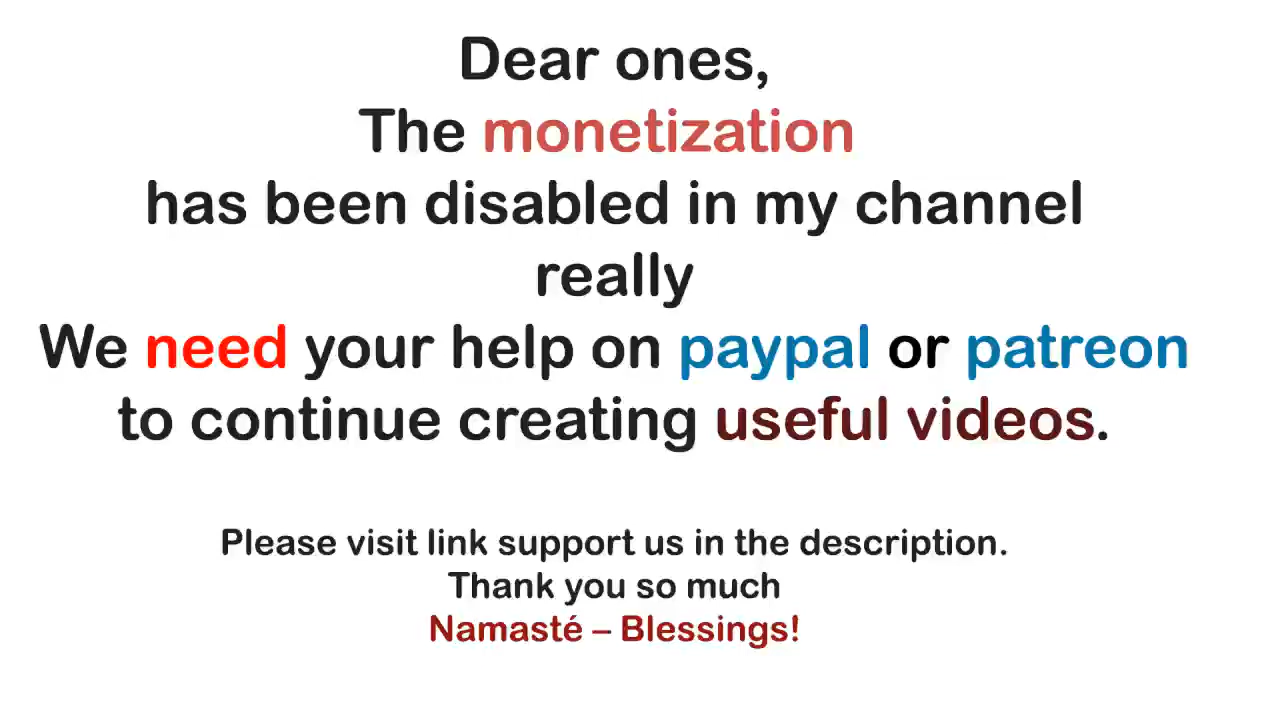 Dear ones,
The monetization
has been disabled in my channel
really
We need your help on paypal or patreon
to continue creating useful videos.
Please visit link support us in the description.
Thank you so much
Namasté – Blessings!